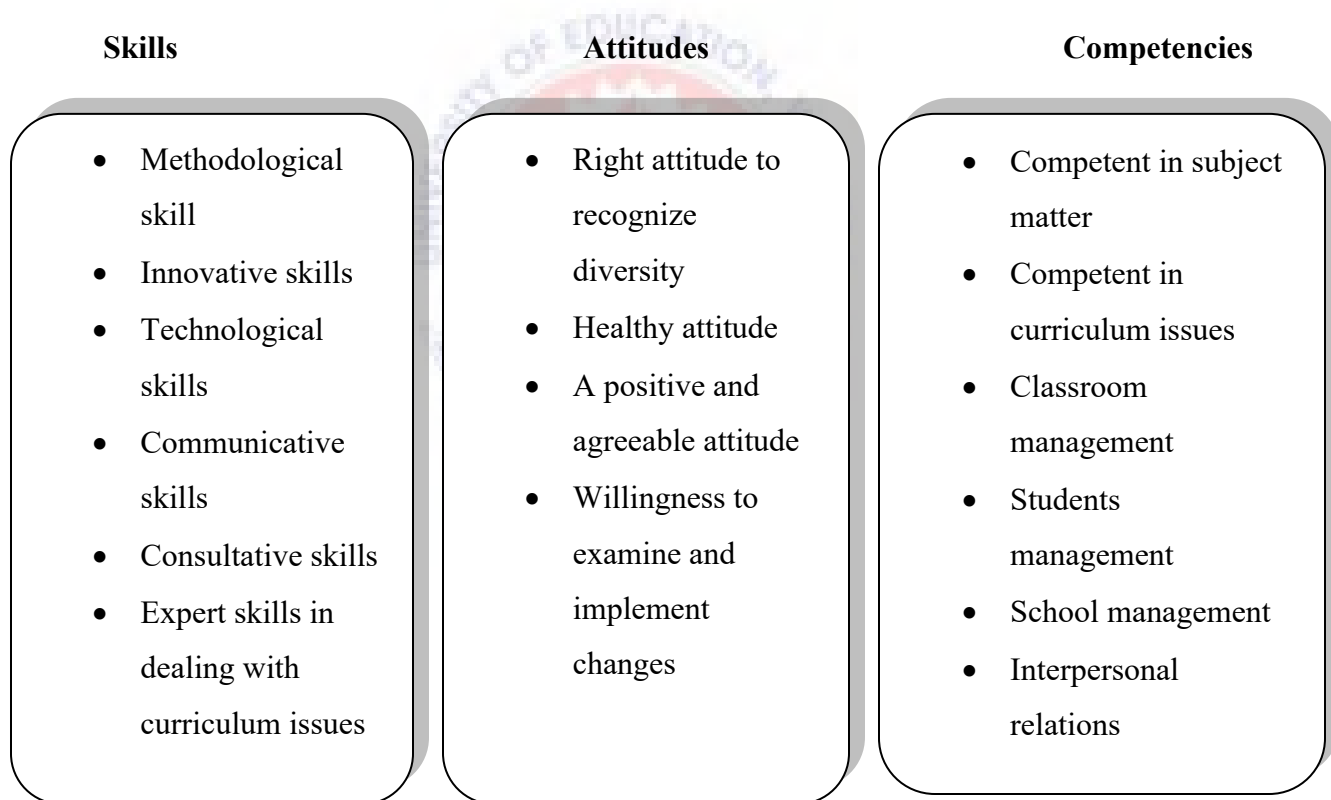 Skills
Attitudes
Competencies
• Methodological
skill
• Innovative skills
• Technological
skills
• Communicative
skills
• Consultative skills
• Expert skills in
dealing with
curriculum issues
• Right attitude to
recognize
diversity
• Healthy attitude
• A positive and
agreeable attitude
• Willingness to
examine and
implement
changes
• Competent in subject
matter
• Competent in
curriculum issues
• Classroom
management
• Students
management
• School management
• Interpersonal
relations
OF EDUCATION,